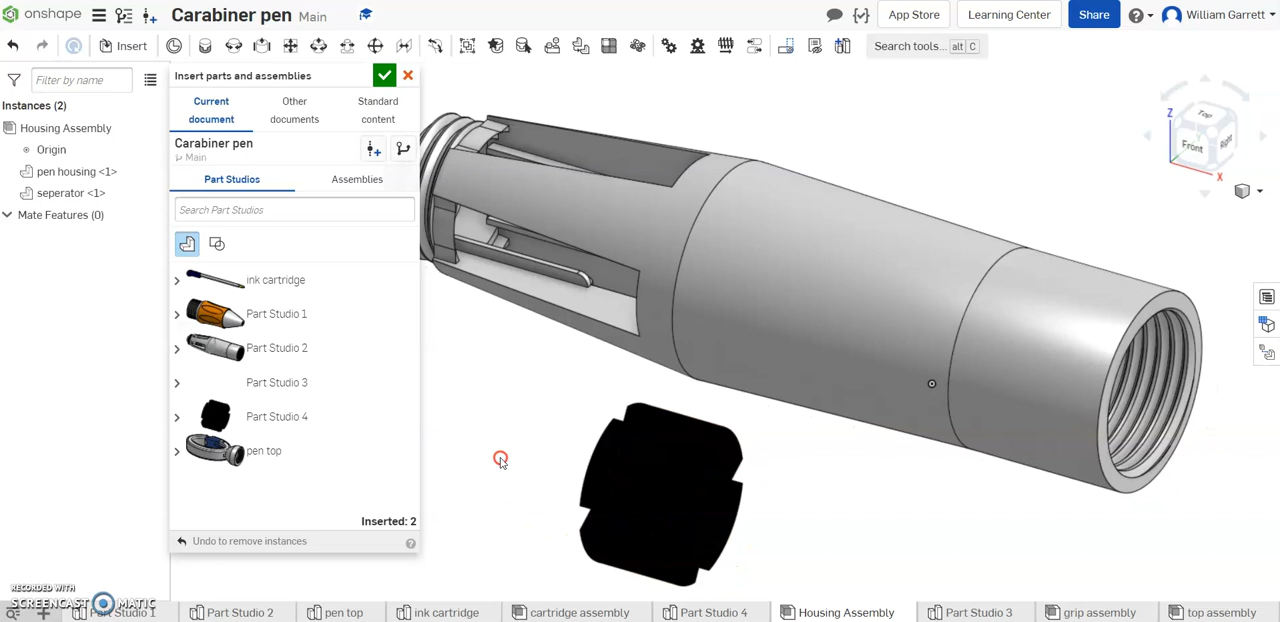 onshape Carabiner pen Main App Store Learning Center Share William Garrett
Insert Search tools... alt C
Filter by name
Instances (2)
Housing Assembly
Origin
pen housing <1>
seperator <1>
Mate Features (0)
Insert parts and assemblies
Current document Other documents Standard content
Carabiner pen
Main
Part Studios Assemblies
Search Part Studios
ink cartridge
Part Studio 1
Part Studio 2
Part Studio 3
Part Studio 4
pen top
Inserted: 2
Undo to remove instances
Z
Top
Front
Right
X
RECORDED WITH
SCREENCAST MATIC
Part Studio 1 Part Studio 2 pen top ink cartridge cartridge assembly Part Studio 4 Housing Assembly Part Studio 3 grip assembly top assembly